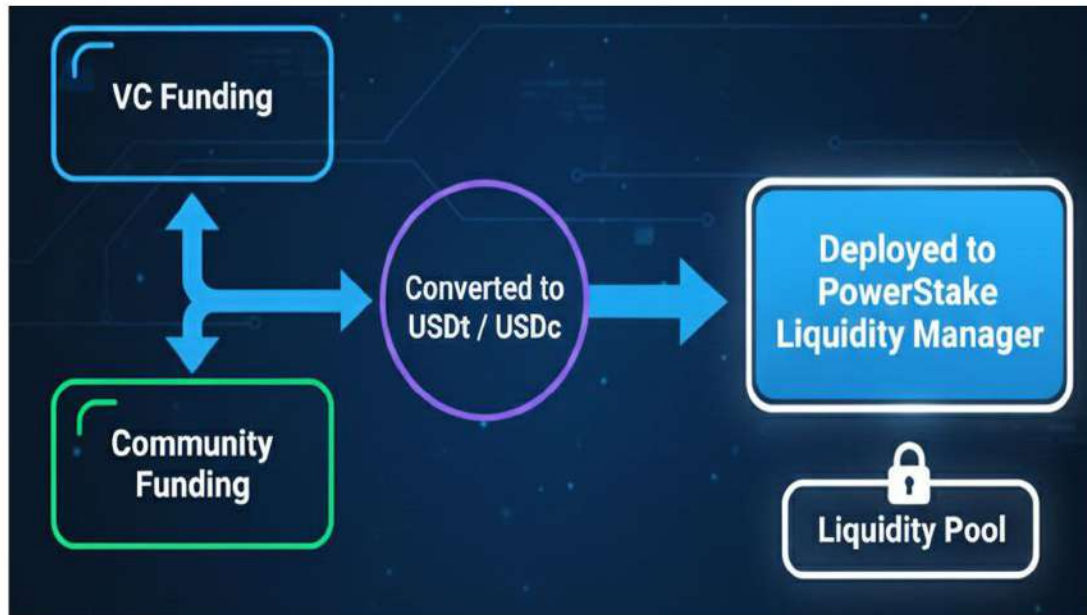 VC Funding
Community
Funding
Converted to
USDt / USDc
Deployed to
PowerStake
Liquidity Manager
Liquidity Pool